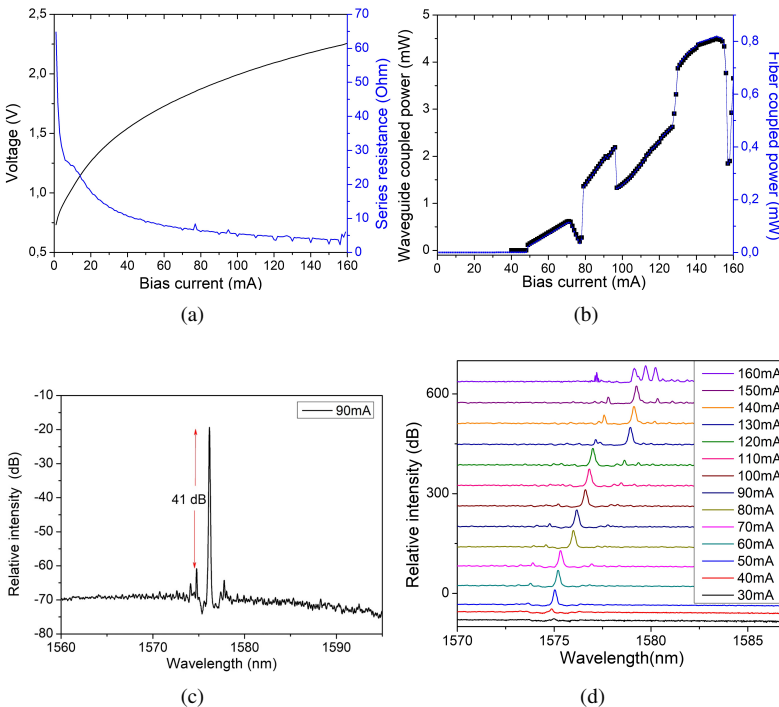 2,5
2,0
1,5
1,0
0,5
Voltage (V)
70
60
50
40
30
20
10
0
Series resistance (Ohm)
0 20 40 60 80 100 120 140 160
Bias current (mA)
(a)
5
4
3
2
1
0
Waveguide coupled power (mW)
0,8
0,6
0,4
0,2
0,0
Fiber coupled power (mW)
0 20 40 60 80 100 120 140 160
Bias current (mA)
(b)
-10
-20
-30
-40
-50
-60
-70
-80
Relative intensity (dB)
90mA
41 dB
1560 1570 1580 1590
Wavelength (nm)
(c)
600
300
0
Relative intensity (dB)
160mA
150mA
140mA
130mA
120mA
110mA
100mA
90mA
80mA
70mA
60mA
50mA
40mA
30mA
1570 1575 1580 1585
Wavelength(nm)
(d)